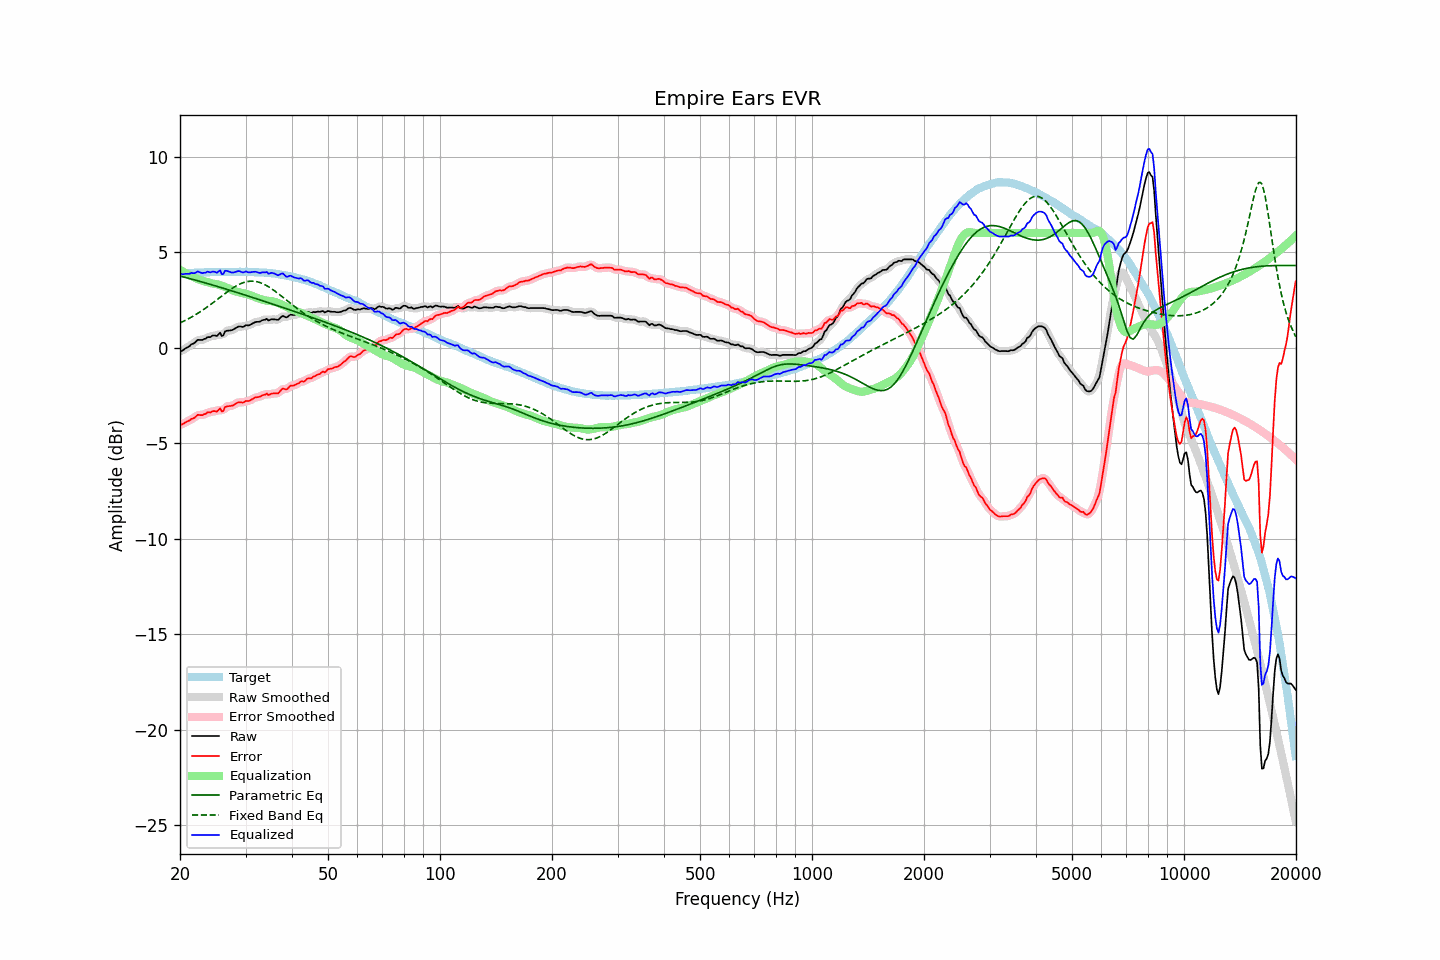 Empire Ears EVR
Amplitude (dBr)
10
5
0
−5
−10
−15
−20
−25
Target
Raw Smoothed
Error Smoothed
Raw
Error
Equalization
Parametric Eq
Fixed Band Eq
Equalized
20
50
100
200
500
1000
2000
5000
10000
20000
Frequency (Hz)